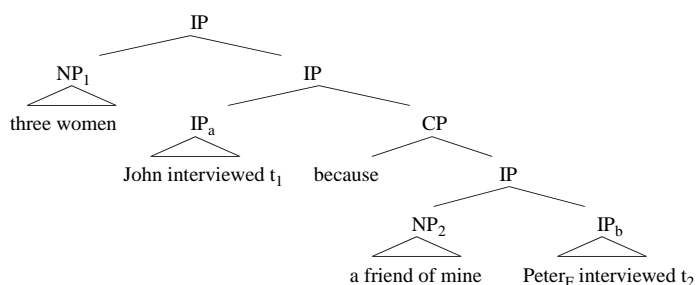 IP
NP1 IP
three women IPa CP
John interviewed t1 because IP
NP2 IPb
a friend of mine PeterF interviewed t2